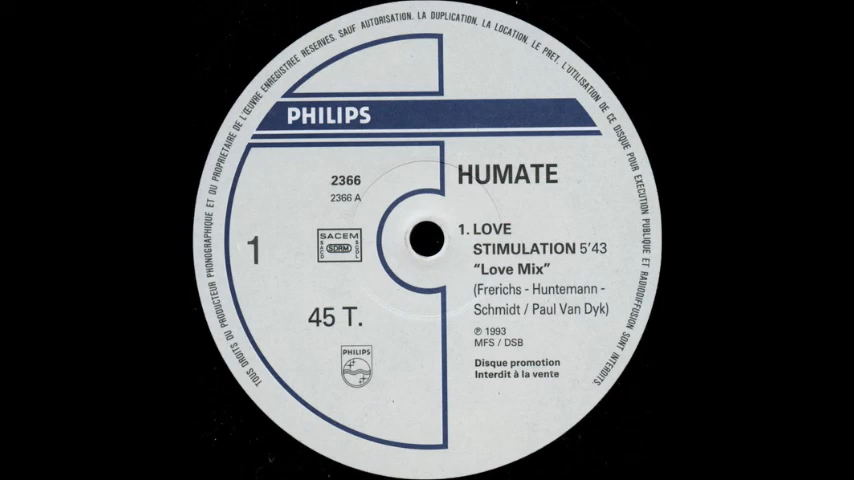 TOUS DROITS DU PRODUCTEUR PHONOGRAPHIQUE ET DU PROPRIETAIRE DE L'ŒUVRE ENREGISTREE RESERVES. SAUF AUTORISATION. LA DUPLICATION. LA LOCATION. LE PRET. L'UTILISATION DE CE DISQUE POUR EXECUTION PUBLIQUE ET RADIODIFFUSION SONT INTERDITS.
PHILIPS
HUMATE
2366
2366 A
SACEM
SACD SDRM SGDL
1
45 T.
PHILIPS
1. LOVE
STIMULATION 5'43
"Love Mix"
(Frerichs - Huntemann -
Schmidt / Paul Van Dyk)
℗ 1993
MFS / DSB
Disque promotion
Interdit à la vente